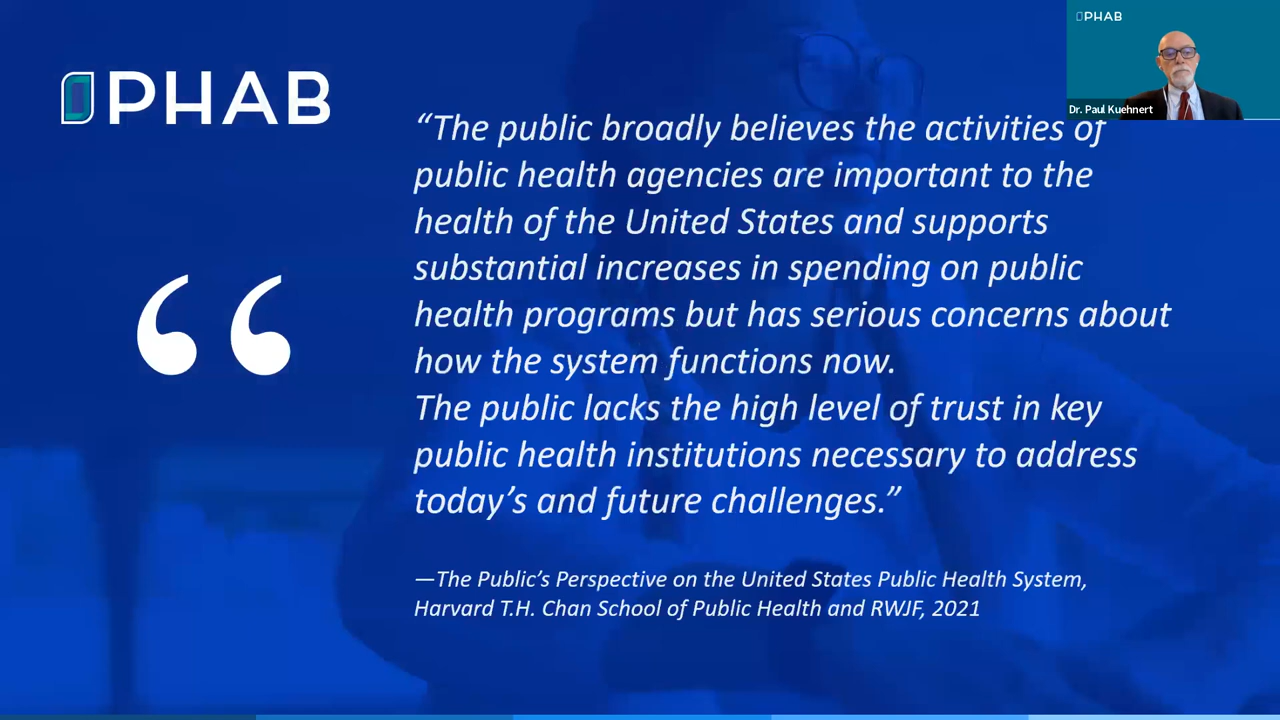 PHAB
PHAB
Dr. Paul Kuehnert
“The public broadly believes the activities of
public health agencies are important to the
health of the United States and supports
substantial increases in spending on public
health programs but has serious concerns about
how the system functions now.
The public lacks the high level of trust in key
public health institutions necessary to address
today’s and future challenges.”
—The Public’s Perspective on the United States Public Health System,
Harvard T.H. Chan School of Public Health and RWJF, 2021